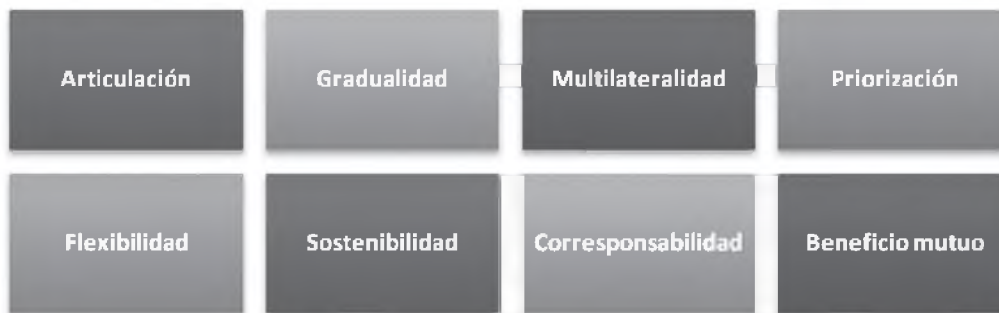 Articulación
Gradualidad
Multilateralidad
Priorización
Flexibilidad
Sostenibilidad
Corresponsabilidad
Beneficio mutuo